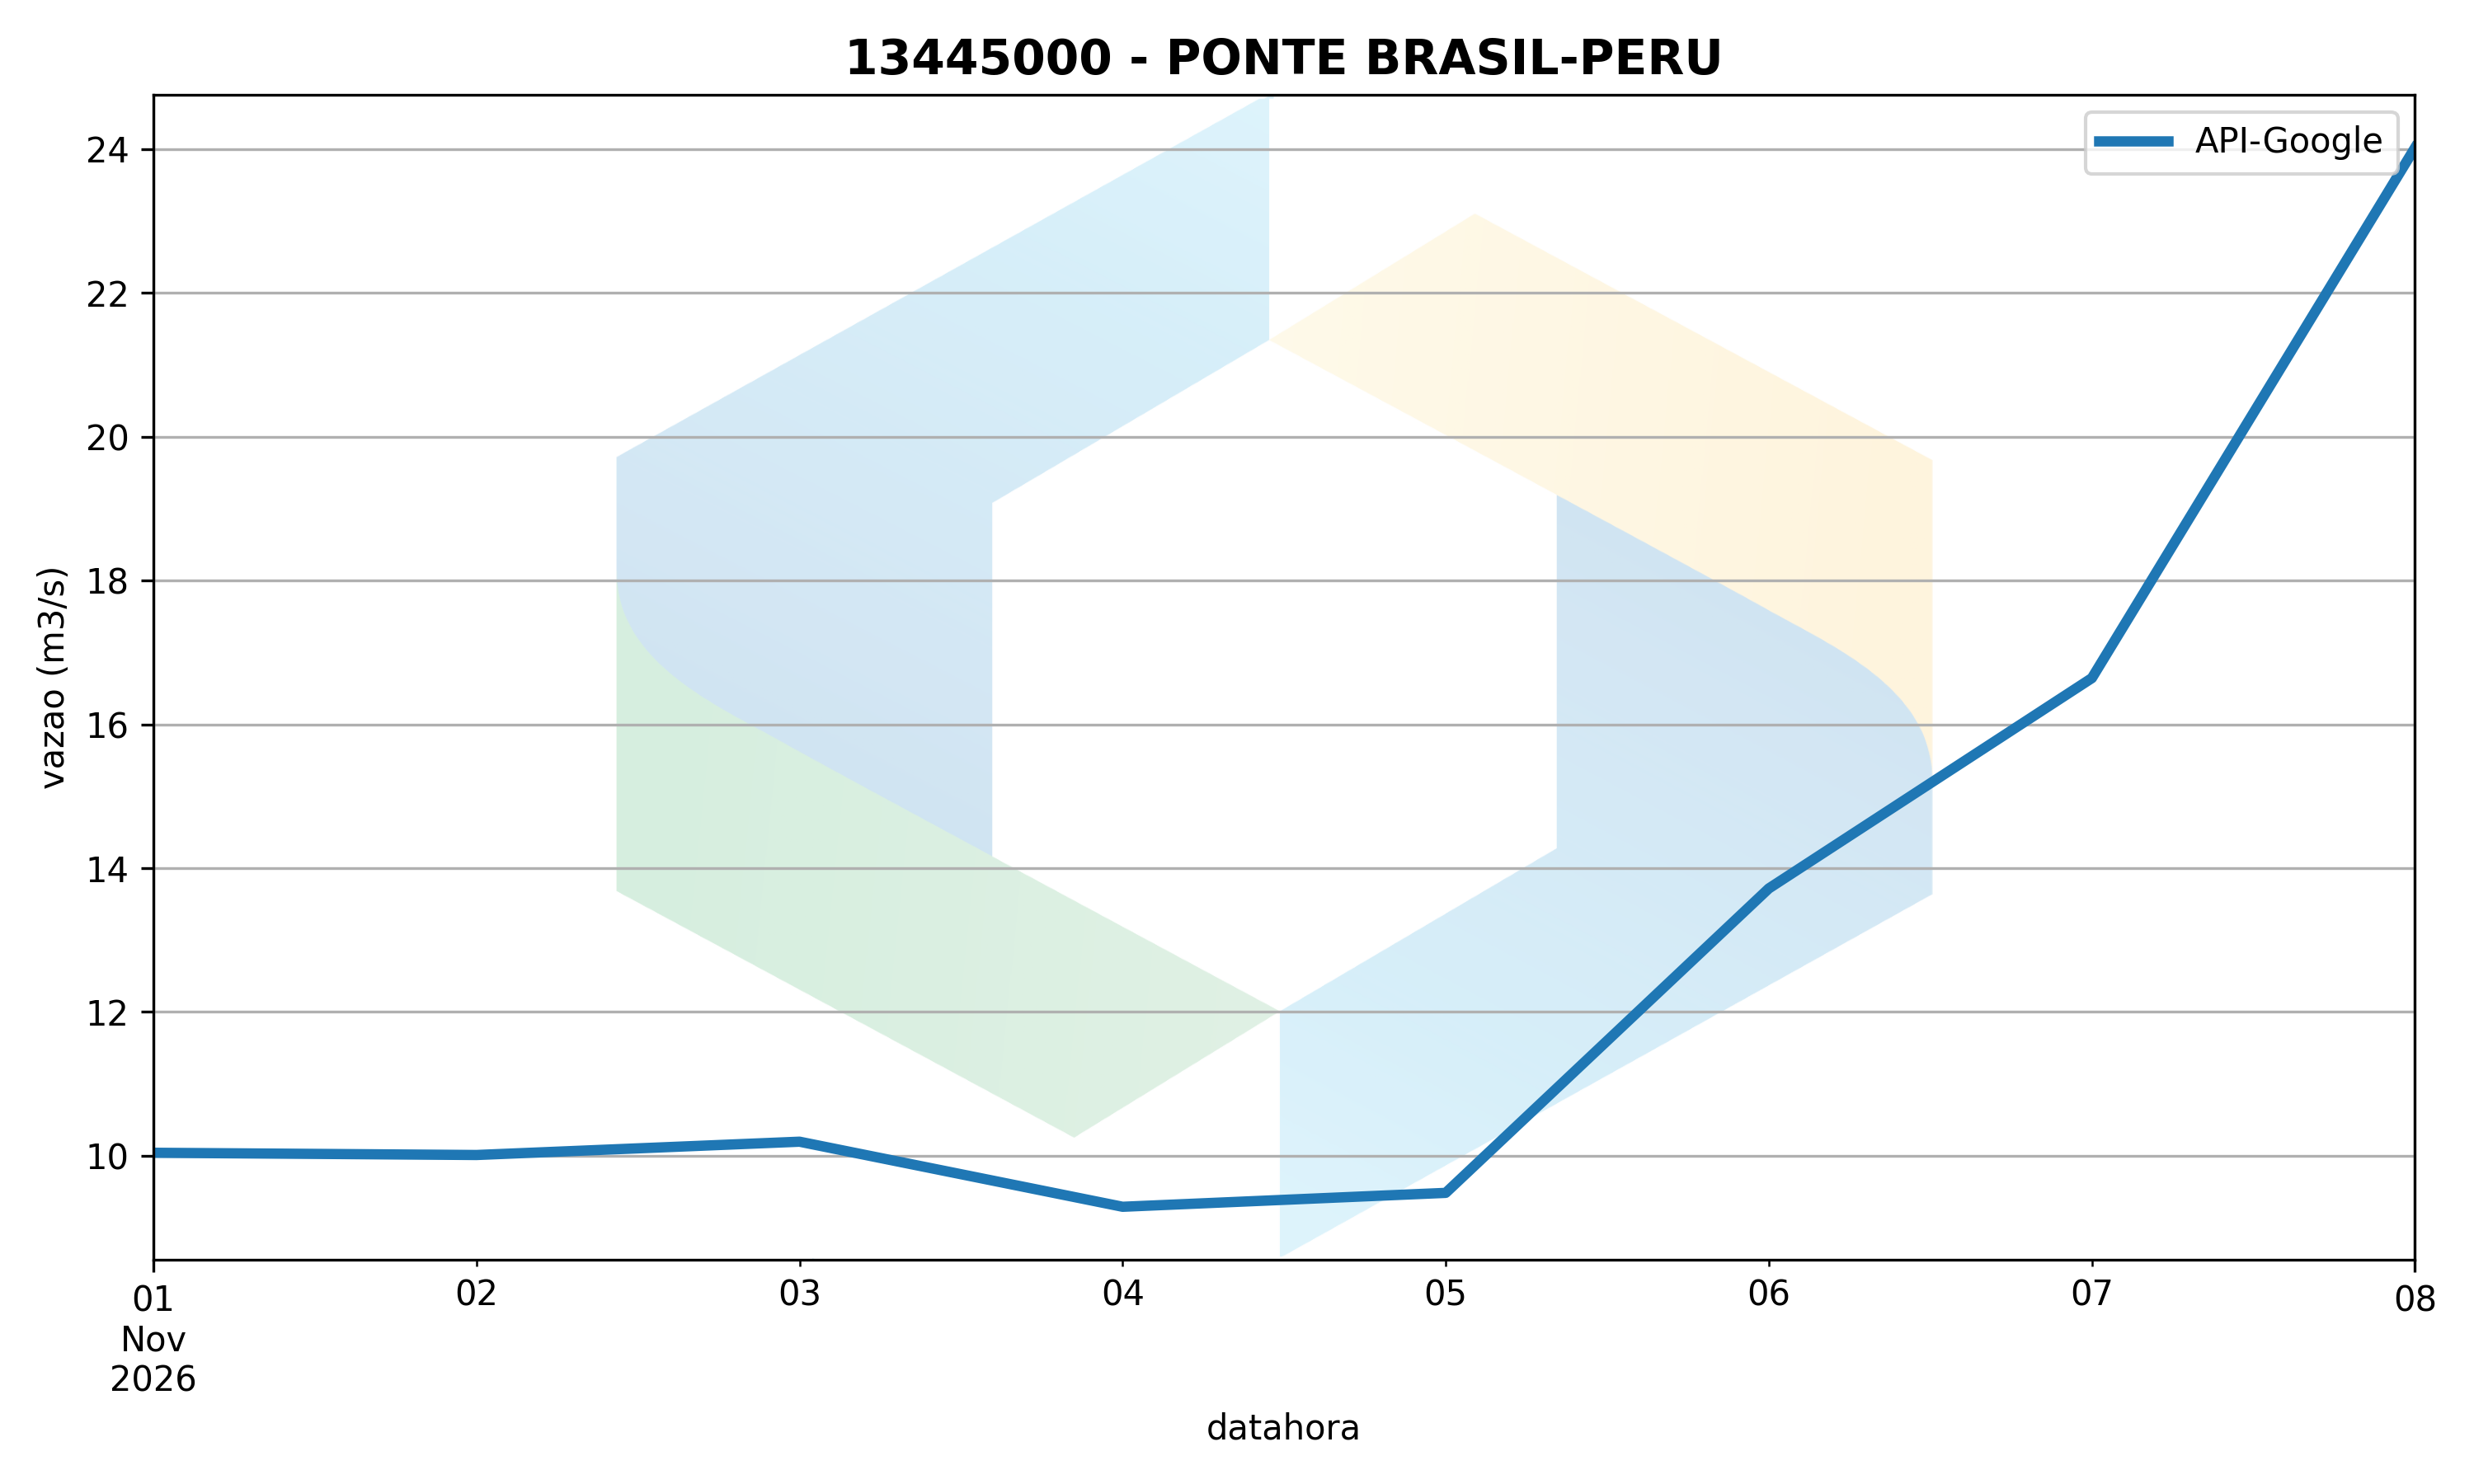 13445000 - PONTE BRASIL-PERU
API-Google
24
22
20
18
16
14
12
10
vazao (m3/s)
01 02 03 04 05 06 07 08
Nov
2026
datahora